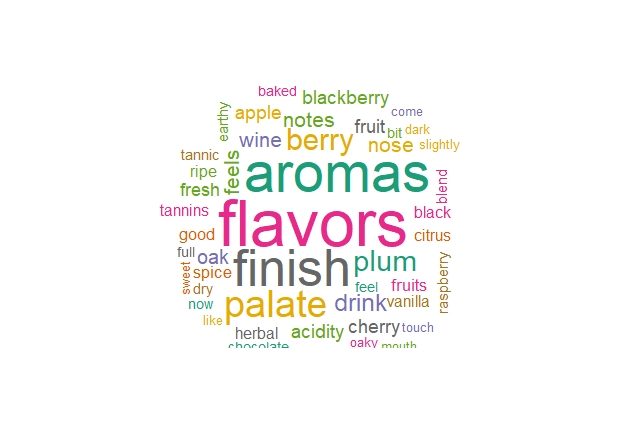 baked
blackberry
come
apple
notes
earthy
fruit
bit
dark
wine
berry
nose
slightly
tannic
feels
aromas
ripe
fresh
blend
tannins
flavors
black
good
citrus
full
oak
finish
plum
sweet
spice
raspberry
dry
feel
fruits
now
palate
drink
vanilla
like
herbal
acidity
cherry
touch
chocolate
oaky
mouth